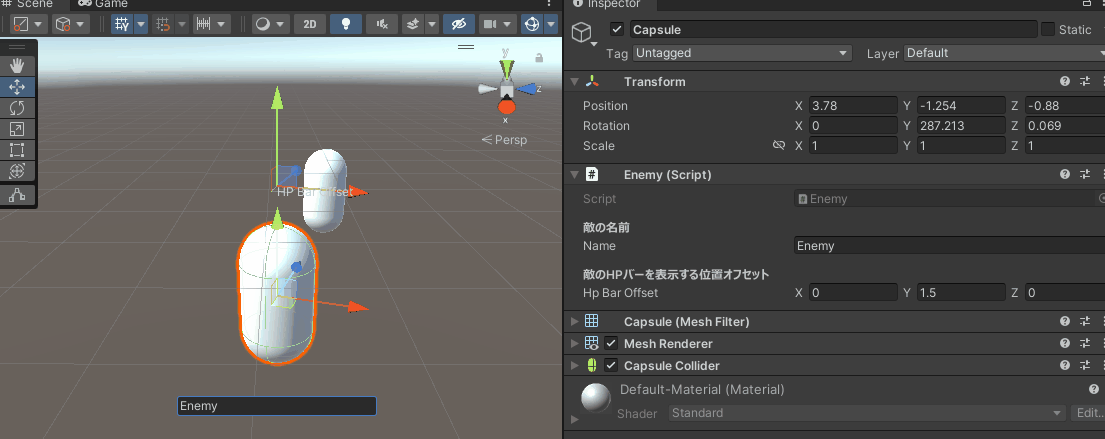 Scene
Game
2D
y
z
x
Persp
HP Bar Offset
Enemy
Inspector
Capsule
Static
Tag Untagged Layer Default
Transform
Position X 3.78 Y -1.254 Z -0.88
Rotation X 0 Y 287.213 Z 0.069
Scale X 1 Y 1 Z 1
Enemy (Script)
Script Enemy
敵の名前
Name Enemy
敵のHPバーを表示する位置オフセット
Hp Bar Offset X 0 Y 1.5 Z 0
Capsule (Mesh Filter)
Mesh Renderer
Capsule Collider
Default-Material (Material)
Shader Standard Edit...